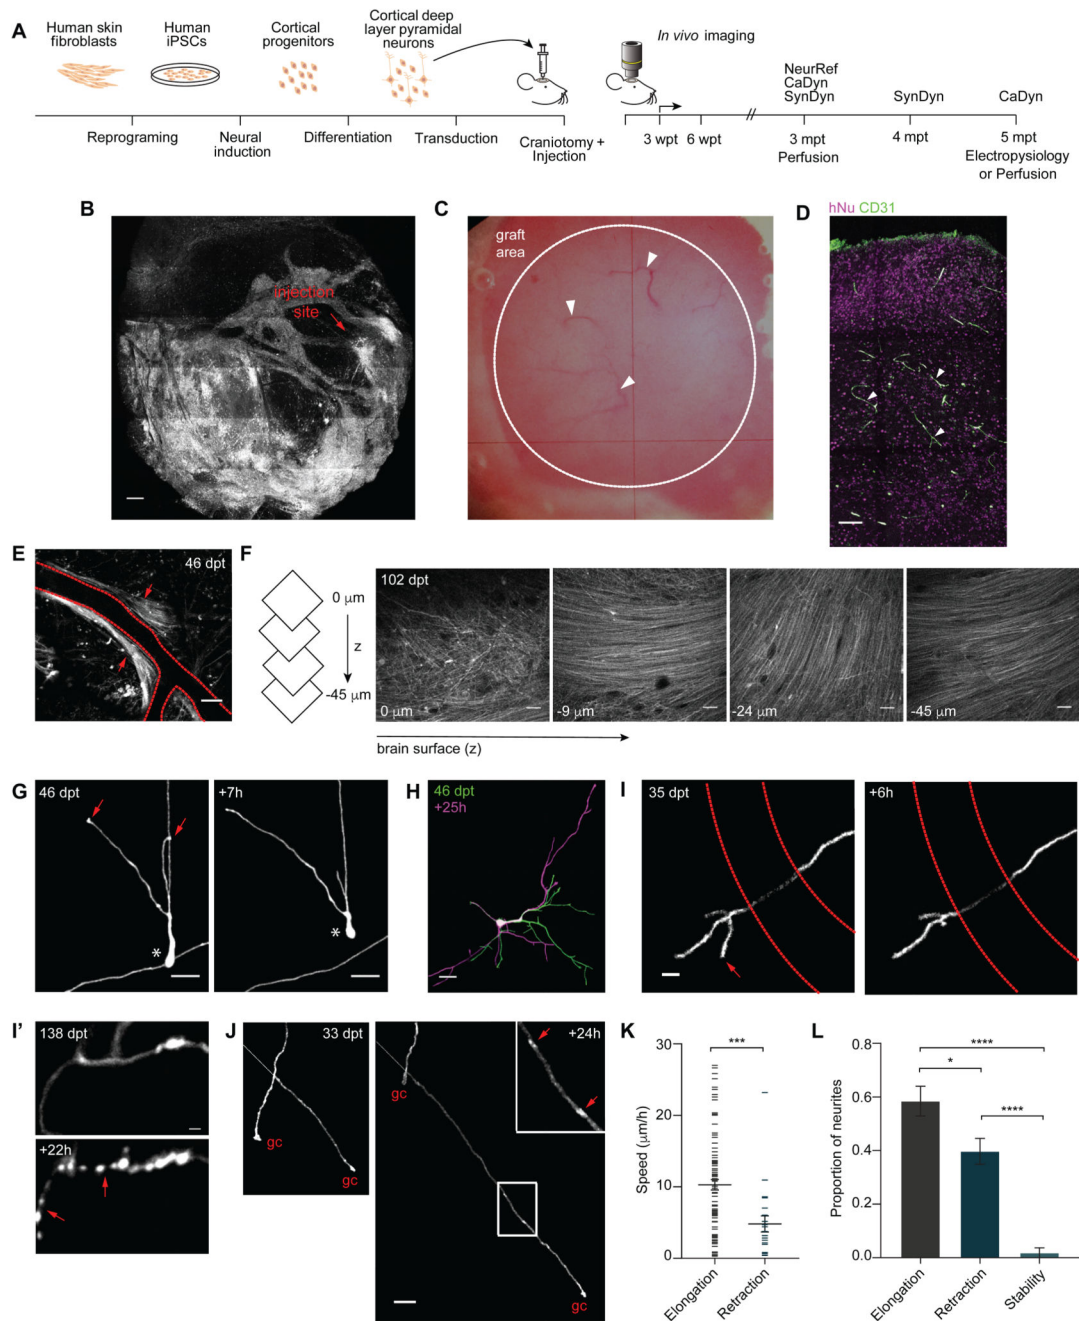 A
Human skin
fibroblasts
Human
iPSCs
Cortical
progenitors
Cortical deep
layer pyramidal
neurons
In vivo imaging
NeurRef
CaDyn
SynDyn
SynDyn
CaDyn
Reprograming
Neural
induction
Differentiation
Transduction
Craniotomy +
Injection
3 wpt
6 wpt
3 mpt
Perfusion
4 mpt
5 mpt
Electropysiology
or Perfusion
B
injection
site
C
graft
area
D
hNu CD31
E
46 dpt
F
0 µm
z
-45 µm
102 dpt
0 µm
-9 µm
-24 µm
-45 µm
brain surface (z)
G
46 dpt
*
+7h
*
H
46 dpt
+25h
I
35 dpt
+6h
I'
138 dpt
+22h
J
33 dpt
gc
gc
+24h
gc
gc
K
***
30
20
10
0
Speed (µm/h)
Elongation
Retraction
L
****
*
****
0.8
0.6
0.4
0.2
0.0
Proportion of neurites
Elongation
Retraction
Stability